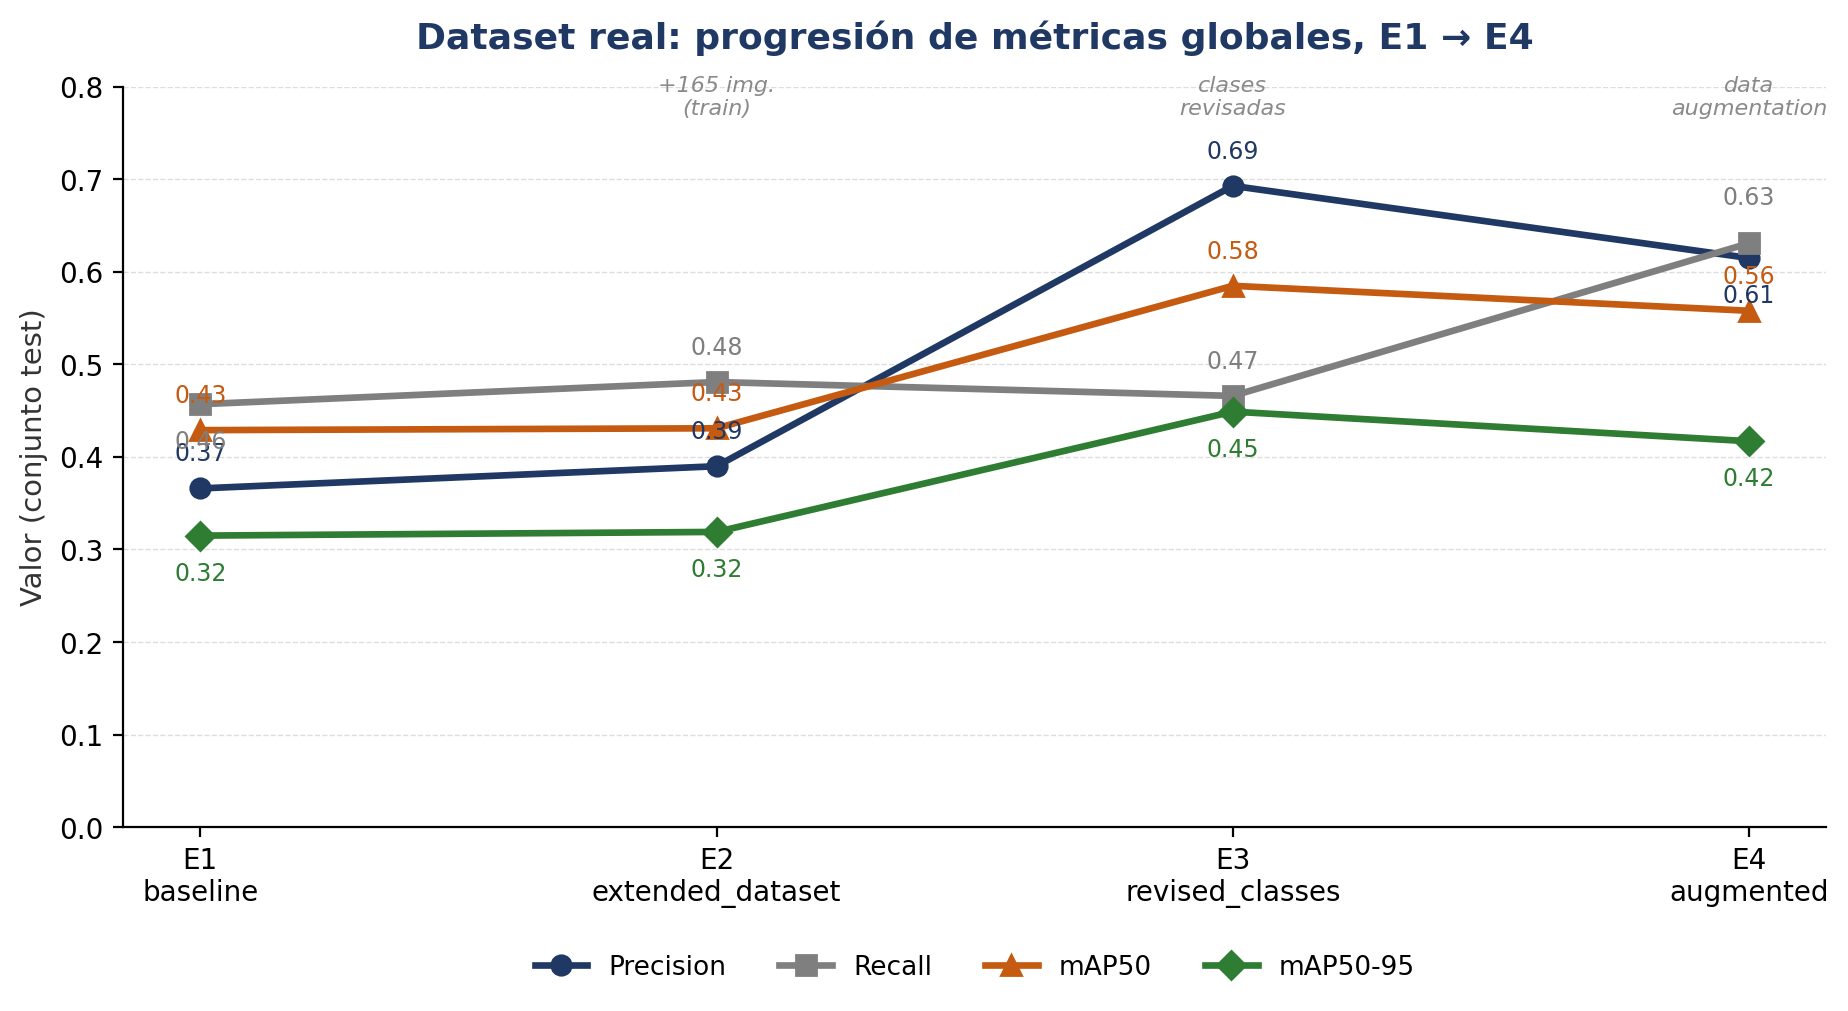 Dataset real: progresión de métricas globales, E1 → E4
+165 img.
(train)
clases
revisadas
data
augmentation
Valor (conjunto test)
0.8
0.7
0.6
0.5
0.4
0.3
0.2
0.1
0.0
0.43
0.46
0.37
0.32
0.48
0.43
0.39
0.32
0.69
0.58
0.47
0.45
0.63
0.56
0.61
0.42
E1
baseline
E2
extended_dataset
E3
revised_classes
E4
augmented
Precision
Recall
mAP50
mAP50-95